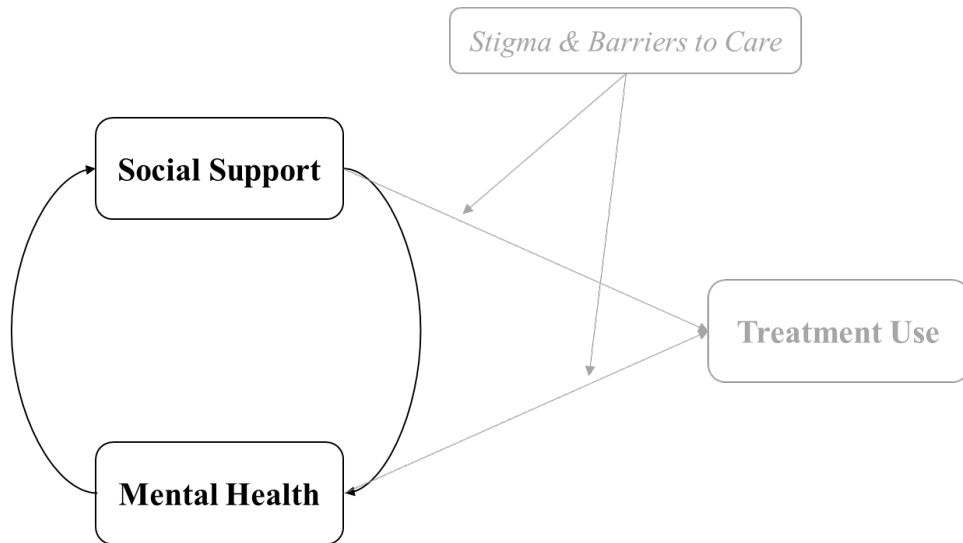 Stigma & Barriers to Care
Social Support
Treatment Use
Mental Health